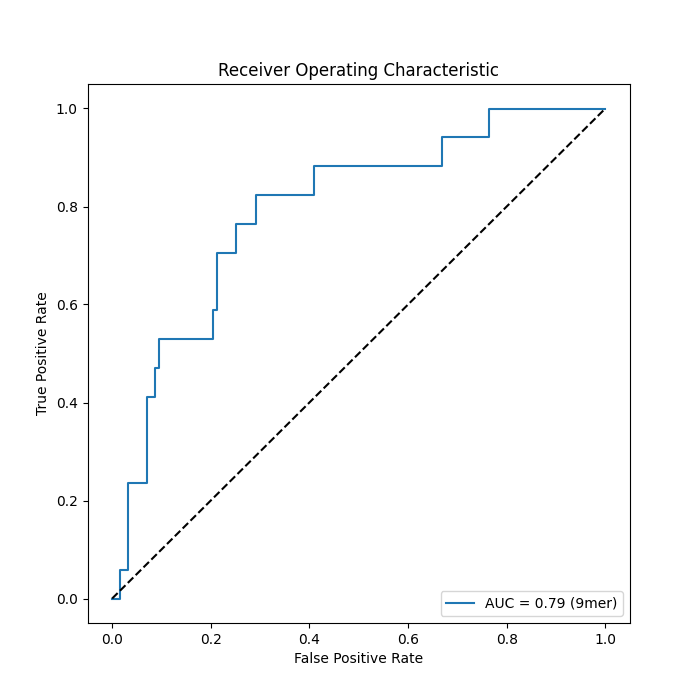 Receiver Operating Characteristic
1.0
0.8
0.6
0.4
0.2
0.0
True Positive Rate
0.0 0.2 0.4 0.6 0.8 1.0
False Positive Rate
AUC = 0.79 (9mer)